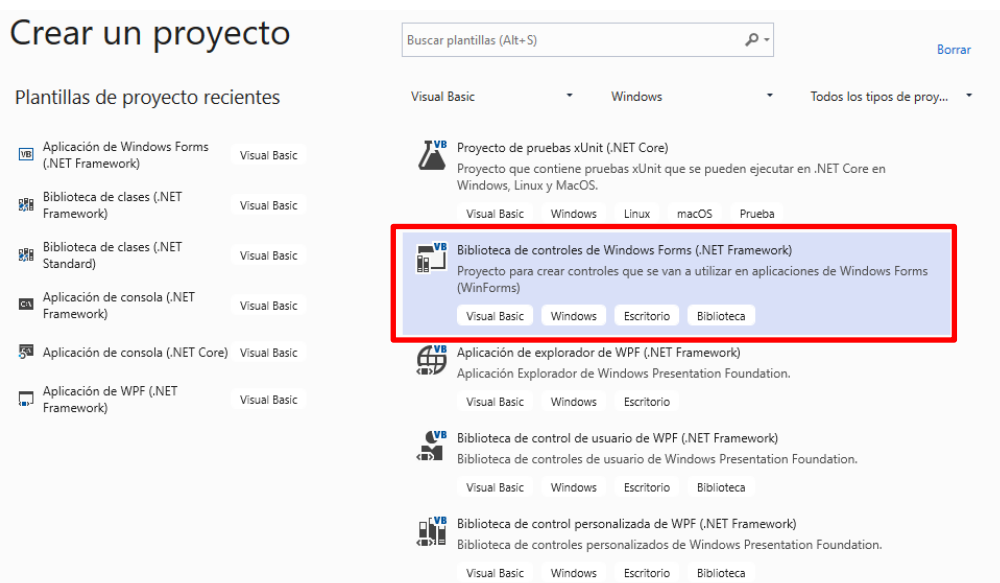 Crear un proyecto
Buscar plantillas (Alt+S)
Borrar
Plantillas de proyecto recientes
Visual Basic
Windows
Todos los tipos de proy...
Aplicación de Windows Forms
(.NET Framework)
Visual Basic
Biblioteca de clases (.NET
Framework)
Visual Basic
Biblioteca de clases (.NET
Standard)
Visual Basic
Aplicación de consola (.NET
Framework)
Visual Basic
Aplicación de consola (.NET Core)
Visual Basic
Aplicación de WPF (.NET
Framework)
Visual Basic
Proyecto de pruebas xUnit (.NET Core)
Proyecto que contiene pruebas xUnit que se pueden ejecutar en .NET Core en
Windows, Linux y MacOS.
Visual Basic Windows Linux macOS Prueba
Biblioteca de controles de Windows Forms (.NET Framework)
Proyecto para crear controles que se van a utilizar en aplicaciones de Windows Forms
(WinForms)
Visual Basic Windows Escritorio Biblioteca
Aplicación de explorador de WPF (.NET Framework)
Aplicación Explorador de Windows Presentation Foundation.
Visual Basic Windows Escritorio
Biblioteca de control de usuario de WPF (.NET Framework)
Biblioteca de controles de usuario de Windows Presentation Foundation.
Visual Basic Windows Escritorio Biblioteca
Biblioteca de control personalizada de WPF (.NET Framework)
Biblioteca de controles personalizados de Windows Presentation Foundation.
Visual Basic Windows Escritorio Biblioteca